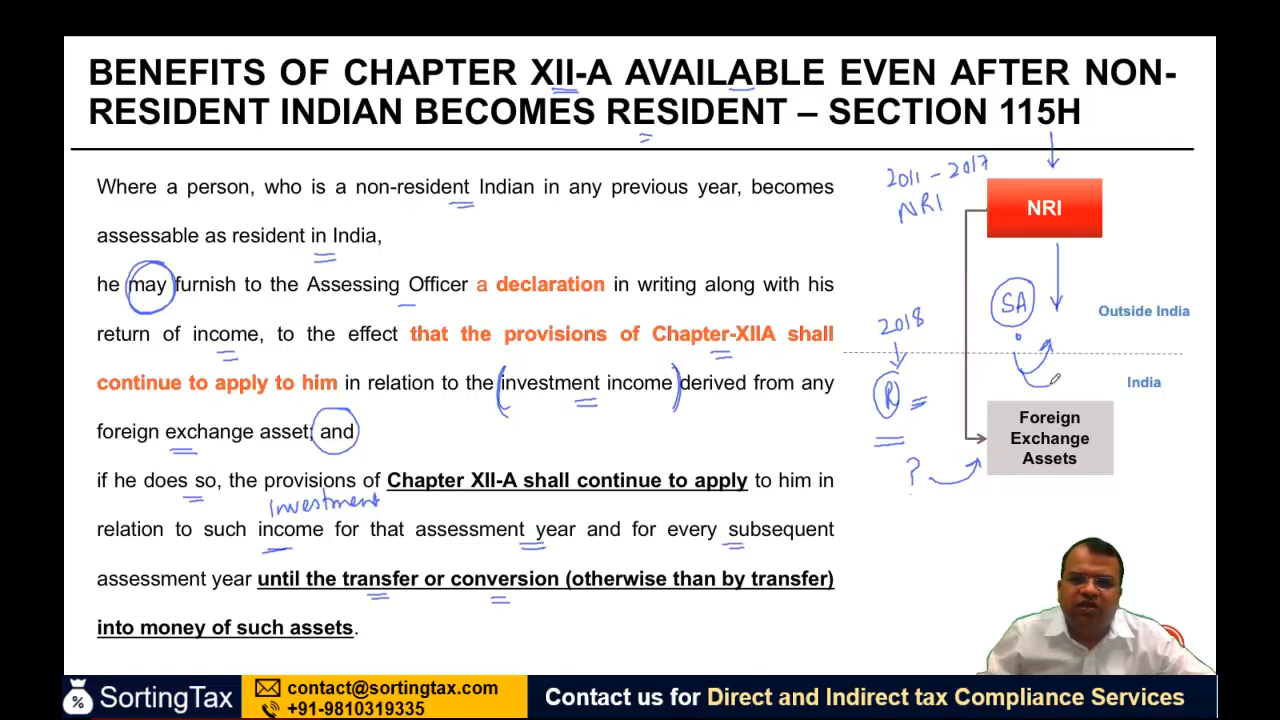 BENEFITS OF CHAPTER XII-A AVAILABLE EVEN AFTER NON-
RESIDENT INDIAN BECOMES RESIDENT – SECTION 115H
Where a person, who is a non-resident Indian in any previous year, becomes
assessable as resident in India,
he may furnish to the Assessing Officer a declaration in writing along with his
return of income, to the effect that the provisions of Chapter-XIIA shall
continue to apply to him in relation to the (investment income) derived from any
foreign exchange asset; and
if he does so, the provisions of Chapter XII-A shall continue to apply to him in
investment
relation to such income for that assessment year and for every subsequent
assessment year until the transfer or conversion (otherwise than by transfer)
into money of such assets.
2011 - 2017
NRI
NRI
SA
Outside India
2018
R
India
Foreign
Exchange
Assets
?
%
SortingTax
contact@sortingtax.com
+91-9810319335
Contact us for Direct and Indirect tax Compliance Services